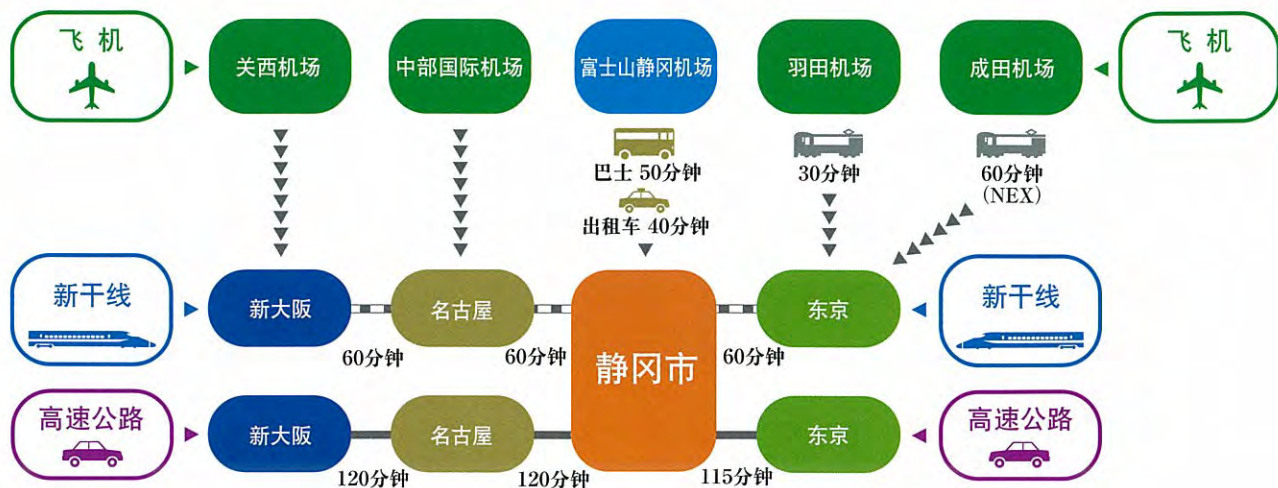 飞机
关西机场
中部国际机场
富士山静冈机场
羽田机场
成田机场
飞机
巴士 50分钟
出租车 40分钟
30分钟
60分钟
(NEX)
新干线
新大阪
名古屋
静冈市
东京
新干线
60分钟
60分钟
60分钟
高速公路
新大阪
名古屋
东京
高速公路
120分钟
120分钟
115分钟